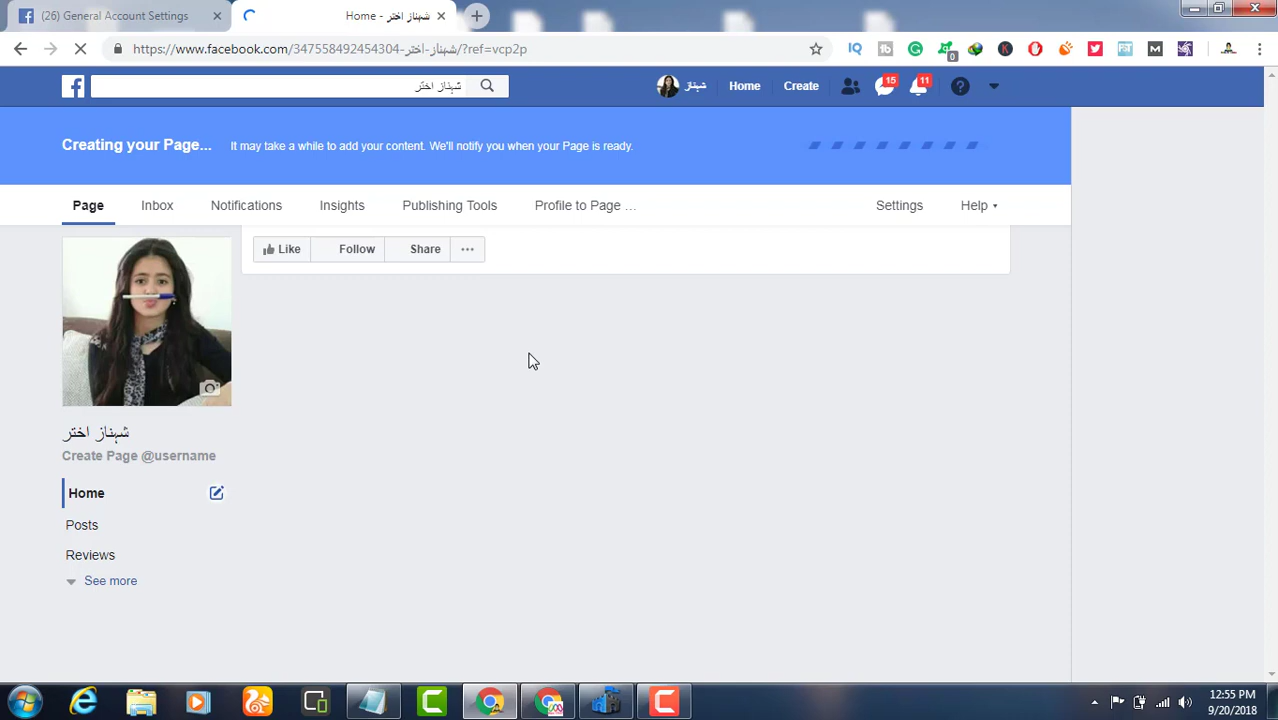 (26) General Account Settings
Home - شہناز اختر
https://www.facebook.com/347558492454304-شہناز-اختر/?ref=vcp2p
شہناز اختر
شہناز
Home
Create
15
11
Creating your Page...
It may take a while to add your content. We'll notify you when your Page is ready.
Page
Inbox
Notifications
Insights
Publishing Tools
Profile to Page ...
Settings
Help
Like
Follow
Share
شہناز اختر
Create Page @username
Home
Posts
Reviews
See more
12:55 PM
9/20/2018